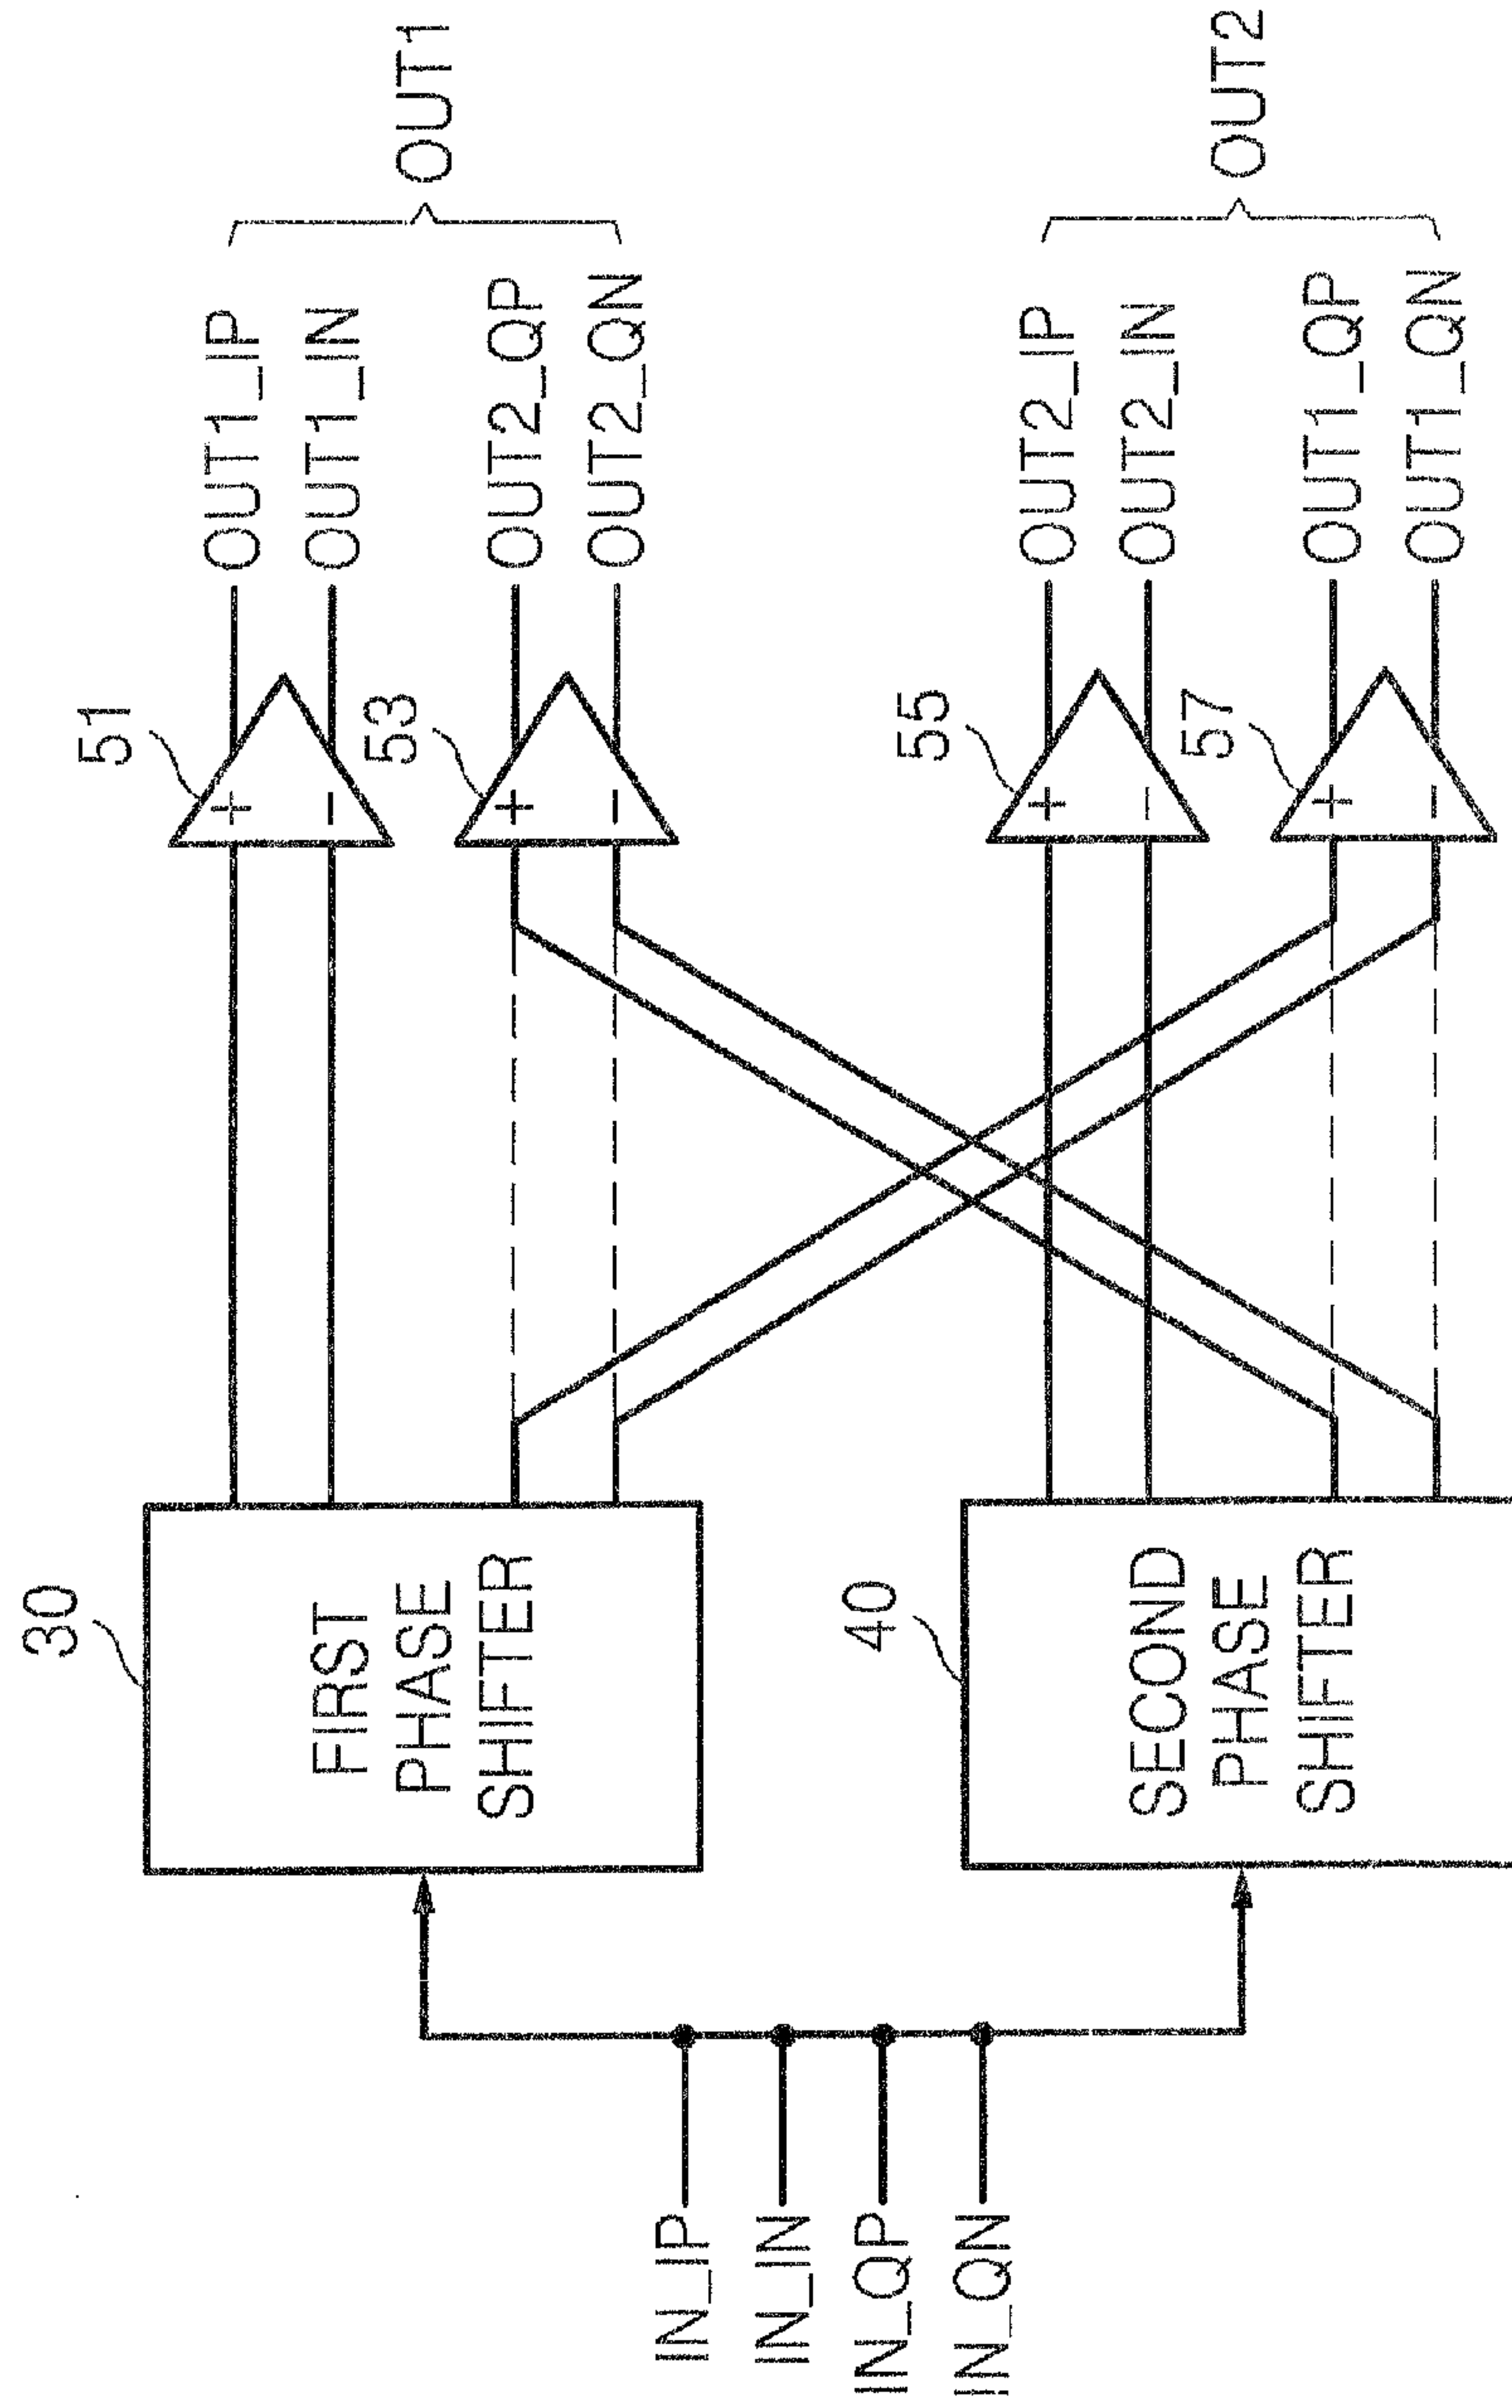 IN_IP
IN_IN
IN_QP
IN_QN
30
FIRST
PHASE
SHIFTER
40
SECOND
PHASE
SHIFTER
51
+
−
53
+
−
55
+
−
57
+
−
OUT1_IP
OUT1_IN
OUT2_QP
OUT2_QN
OUT1
OUT2_IP
OUT2_IN
OUT1_QP
OUT1_QN
OUT2